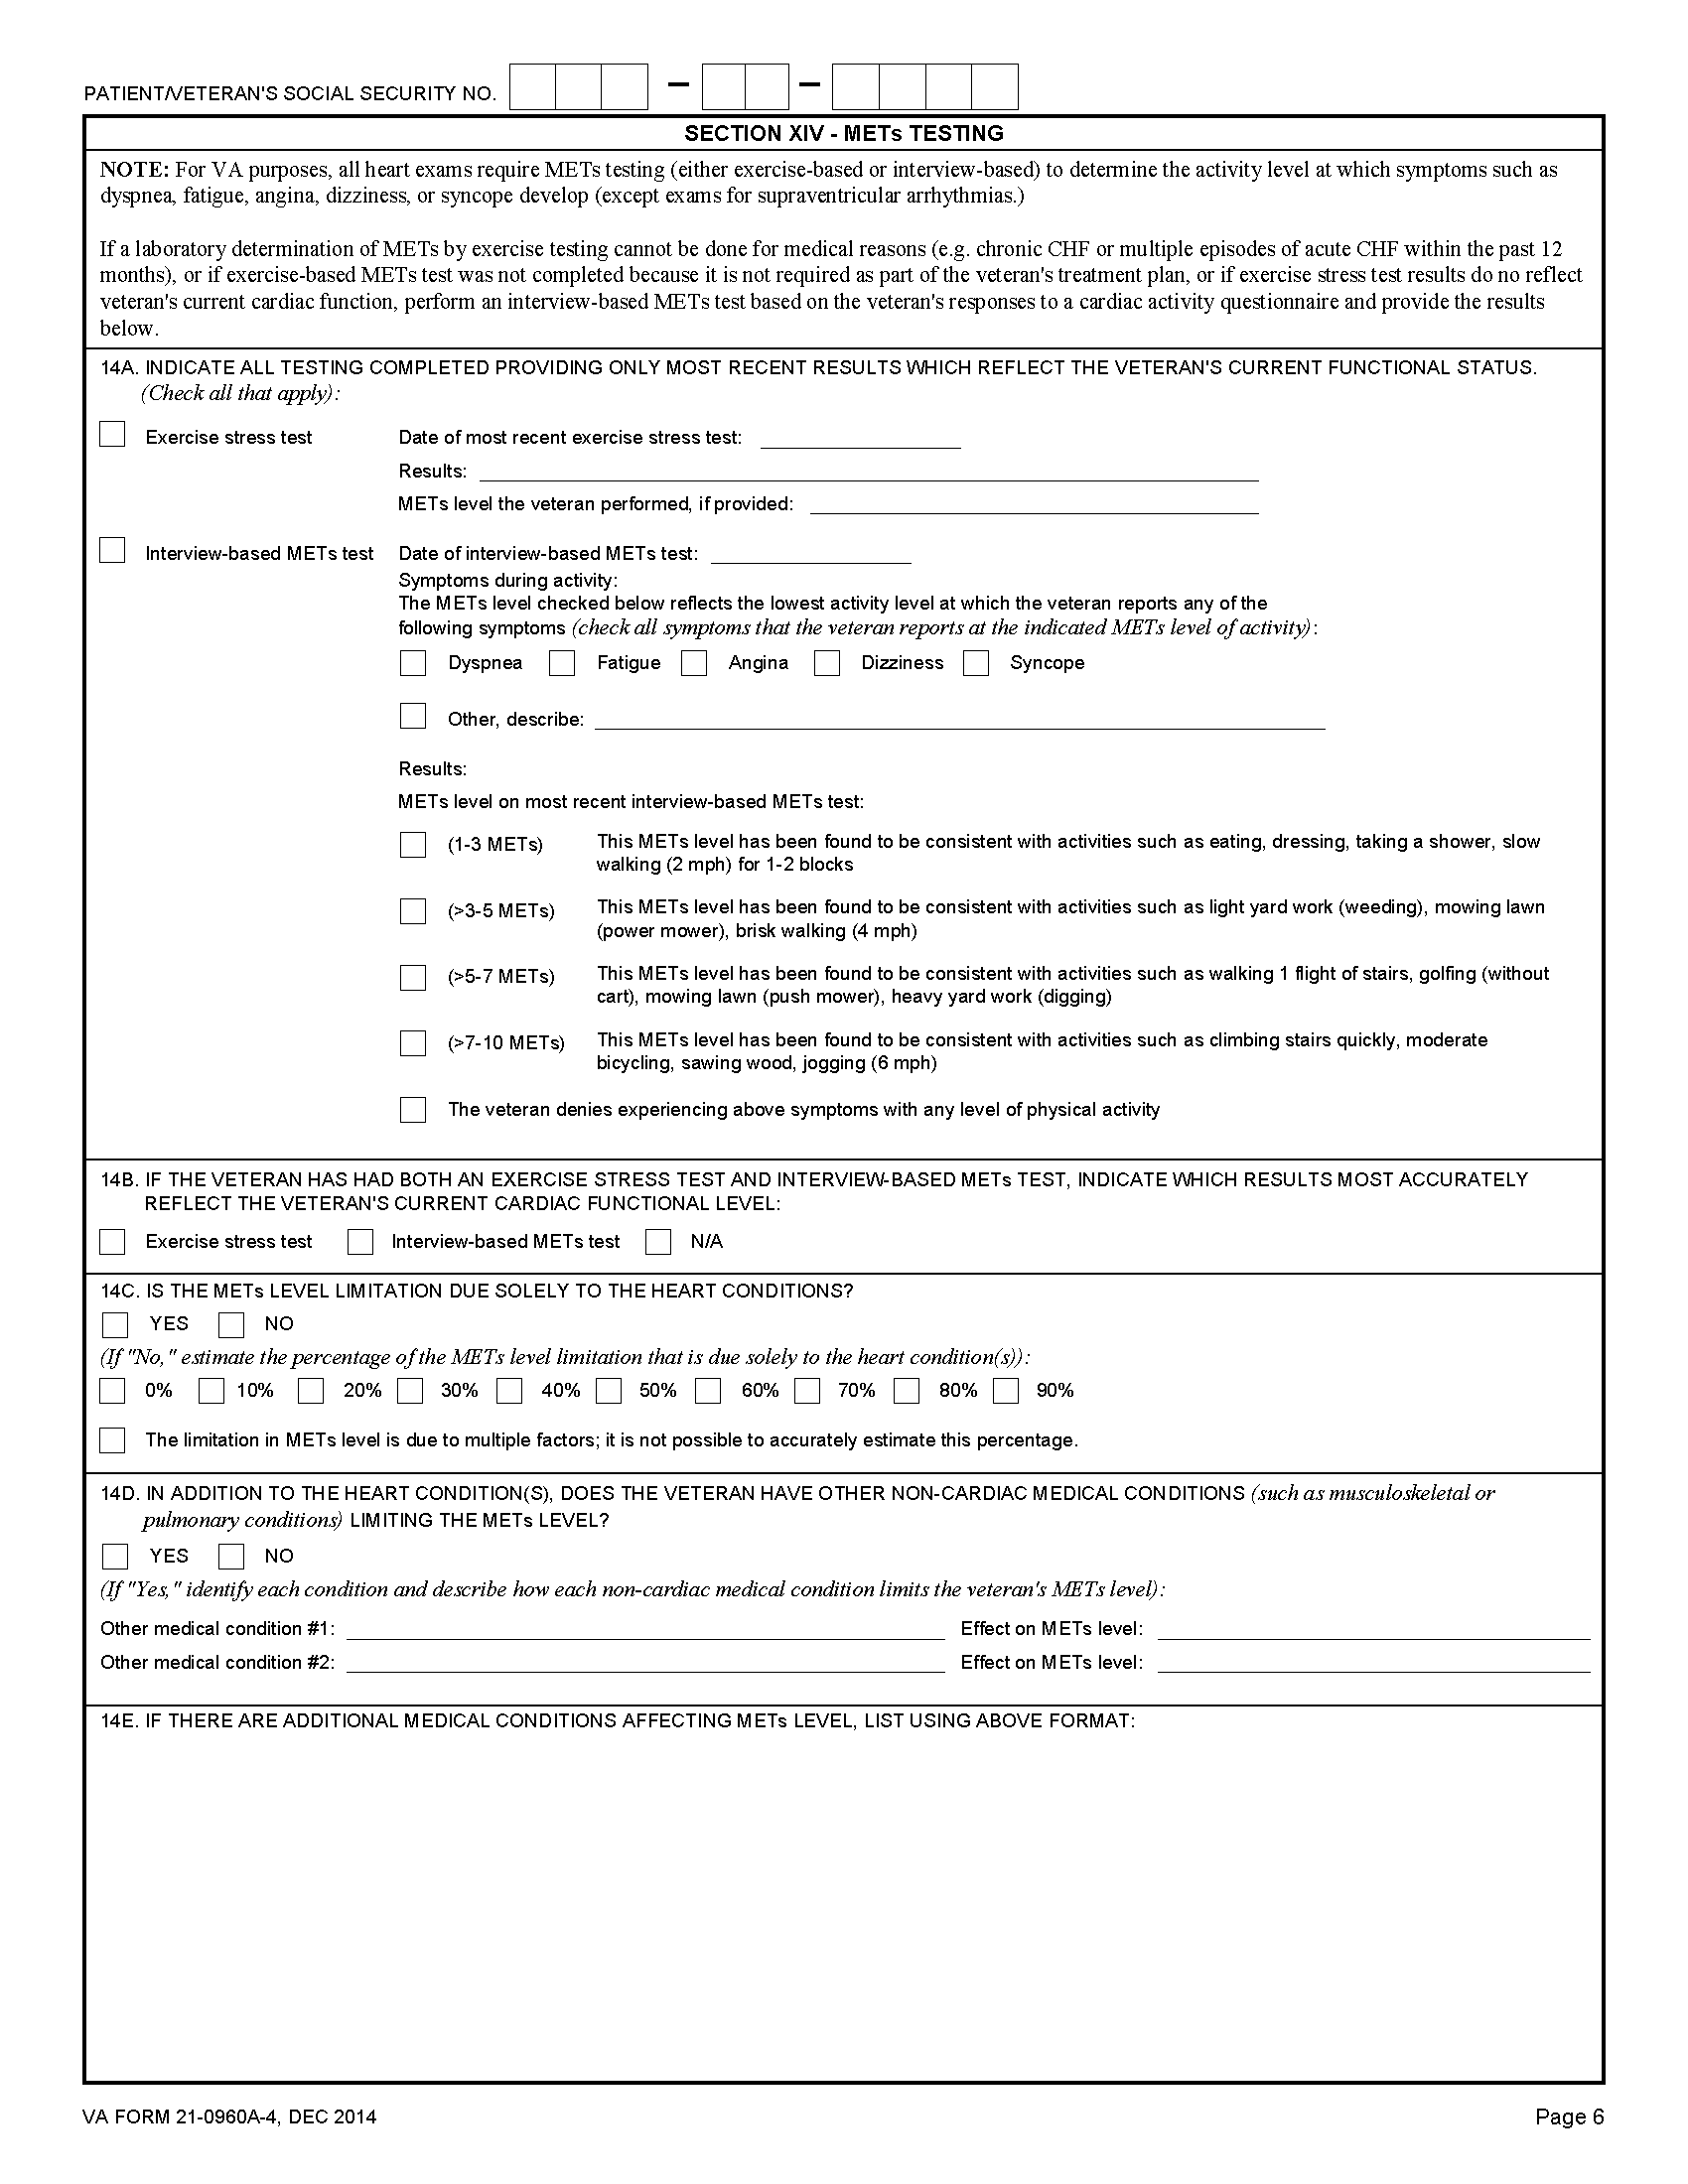 PATIENT/VETERAN'S SOCIAL SECURITY NO. – –
SECTION XIV - METs TESTING
NOTE: For VA purposes, all heart exams require METs testing (either exercise-based or interview-based) to determine the activity level at which symptoms such as
dyspnea, fatigue, angina, dizziness, or syncope develop (except exams for supraventricular arrhythmias.)
If a laboratory determination of METs by exercise testing cannot be done for medical reasons (e.g. chronic CHF or multiple episodes of acute CHF within the past 12
months), or if exercise-based METs test was not completed because it is not required as part of the veteran's treatment plan, or if exercise stress test results do no reflect
veteran's current cardiac function, perform an interview-based METs test based on the veteran's responses to a cardiac activity questionnaire and provide the results
below.
14A. INDICATE ALL TESTING COMPLETED PROVIDING ONLY MOST RECENT RESULTS WHICH REFLECT THE VETERAN'S CURRENT FUNCTIONAL STATUS.
(Check all that apply):
Exercise stress test Date of most recent exercise stress test:
Results:
METs level the veteran performed, if provided:
Interview-based METs test Date of interview-based METs test:
Symptoms during activity:
The METs level checked below reflects the lowest activity level at which the veteran reports any of the
following symptoms (check all symptoms that the veteran reports at the indicated METs level of activity):
Dyspnea Fatigue Angina Dizziness Syncope
Other, describe:
Results:
METs level on most recent interview-based METs test:
(1-3 METs) This METs level has been found to be consistent with activities such as eating, dressing, taking a shower, slow
walking (2 mph) for 1-2 blocks
(>3-5 METs) This METs level has been found to be consistent with activities such as light yard work (weeding), mowing lawn
(power mower), brisk walking (4 mph)
(>5-7 METs) This METs level has been found to be consistent with activities such as walking 1 flight of stairs, golfing (without
cart), mowing lawn (push mower), heavy yard work (digging)
(>7-10 METs) This METs level has been found to be consistent with activities such as climbing stairs quickly, moderate
bicycling, sawing wood, jogging (6 mph)
The veteran denies experiencing above symptoms with any level of physical activity
14B. IF THE VETERAN HAS HAD BOTH AN EXERCISE STRESS TEST AND INTERVIEW-BASED METs TEST, INDICATE WHICH RESULTS MOST ACCURATELY
REFLECT THE VETERAN'S CURRENT CARDIAC FUNCTIONAL LEVEL:
Exercise stress test Interview-based METs test N/A
14C. IS THE METs LEVEL LIMITATION DUE SOLELY TO THE HEART CONDITIONS?
YES NO
(If "No," estimate the percentage of the METs level limitation that is due solely to the heart condition(s)):
0% 10% 20% 30% 40% 50% 60% 70% 80% 90%
The limitation in METs level is due to multiple factors; it is not possible to accurately estimate this percentage.
14D. IN ADDITION TO THE HEART CONDITION(S), DOES THE VETERAN HAVE OTHER NON-CARDIAC MEDICAL CONDITIONS (such as musculoskeletal or
pulmonary conditions) LIMITING THE METs LEVEL?
YES NO
(If "Yes," identify each condition and describe how each non-cardiac medical condition limits the veteran's METs level):
Other medical condition #1: Effect on METs level:
Other medical condition #2: Effect on METs level:
14E. IF THERE ARE ADDITIONAL MEDICAL CONDITIONS AFFECTING METs LEVEL, LIST USING ABOVE FORMAT:
VA FORM 21-0960A-4, DEC 2014 Page 6